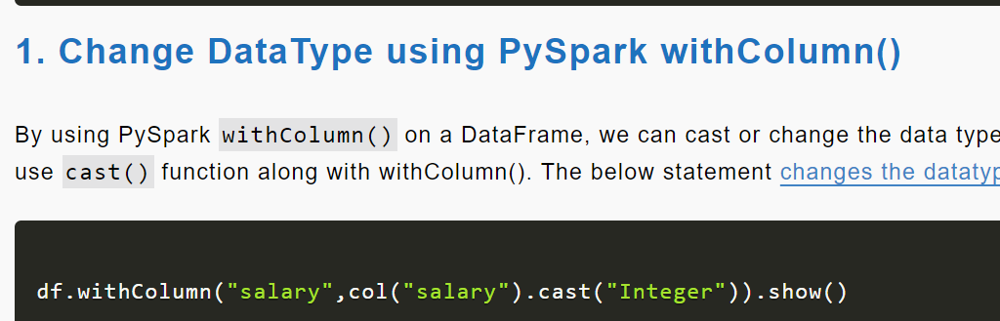 1. Change DataType using PySpark withColumn()
By using PySpark withColumn() on a DataFrame, we can cast or change the data type
use cast() function along with withColumn(). The below statement changes the datatyp
df.withColumn("salary",col("salary").cast("Integer")).show()